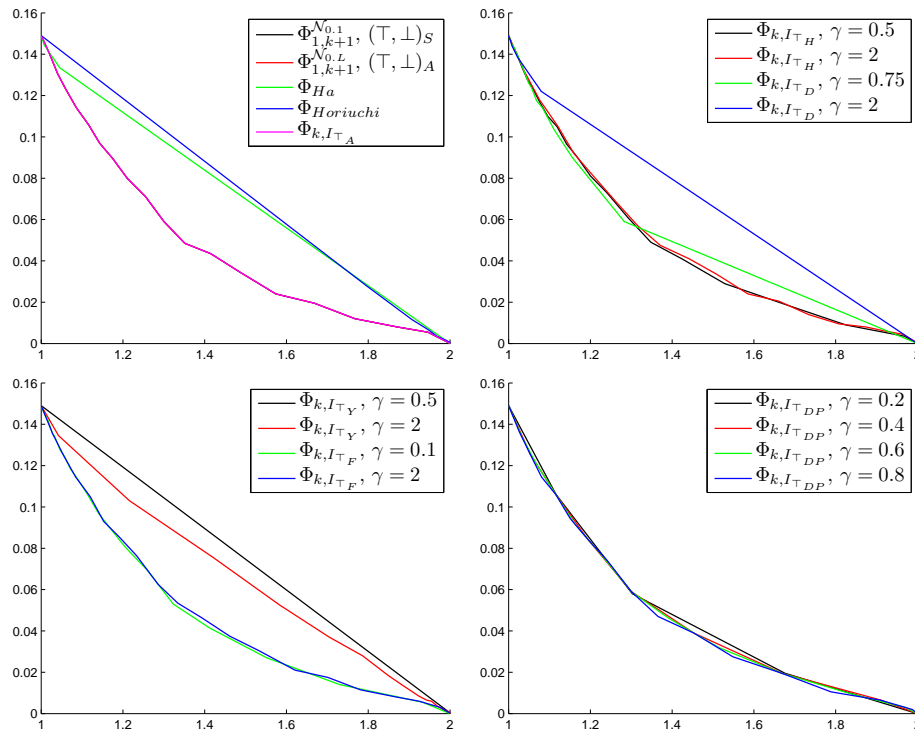 0.16
0.14
0.12
0.1
0.08
0.06
0.04
0.02
0
1 1.2 1.4 1.6 1.8 2
Φ_{1,k+1}^{𝒩_{0.1}}, (⊤, ⊥)_S
Φ_{1,k+1}^{𝒩_{0.L}}, (⊤, ⊥)_A
Φ_{Ha}
Φ_{Horiuchi}
Φ_{k,I_{⊤_A}}
0.16
0.14
0.12
0.1
0.08
0.06
0.04
0.02
0
1 1.2 1.4 1.6 1.8 2
Φ_{k,I_{⊤_H}}, γ = 0.5
Φ_{k,I_{⊤_H}}, γ = 2
Φ_{k,I_{⊤_D}}, γ = 0.75
Φ_{k,I_{⊤_D}}, γ = 2
0.16
0.14
0.12
0.1
0.08
0.06
0.04
0.02
0
1 1.2 1.4 1.6 1.8 2
Φ_{k,I_{⊤_Y}}, γ = 0.5
Φ_{k,I_{⊤_Y}}, γ = 2
Φ_{k,I_{⊤_F}}, γ = 0.1
Φ_{k,I_{⊤_F}}, γ = 2
0.16
0.14
0.12
0.1
0.08
0.06
0.04
0.02
0
1 1.2 1.4 1.6 1.8 2
Φ_{k,I_{⊤_{DP}}}, γ = 0.2
Φ_{k,I_{⊤_{DP}}}, γ = 0.4
Φ_{k,I_{⊤_{DP}}}, γ = 0.6
Φ_{k,I_{⊤_{DP}}}, γ = 0.8